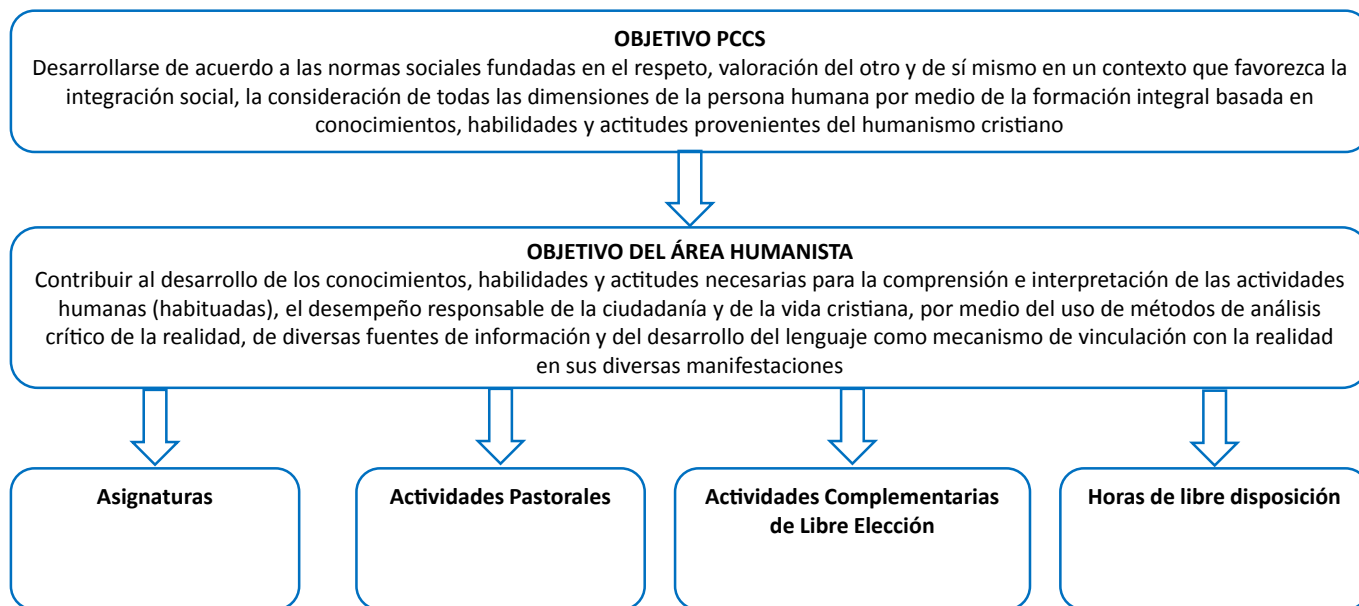 OBJETIVO PCCS
Desarrollarse de acuerdo a las normas sociales fundadas en el respeto, valoración del otro y de sí mismo en un contexto que favorezca la
integración social, la consideración de todas las dimensiones de la persona humana por medio de la formación integral basada en
conocimientos, habilidades y actitudes provenientes del humanismo cristiano
OBJETIVO DEL ÁREA HUMANISTA
Contribuir al desarrollo de los conocimientos, habilidades y actitudes necesarias para la comprensión e interpretación de las actividades
humanas (habituadas), el desempeño responsable de la ciudadanía y de la vida cristiana, por medio del uso de métodos de análisis
crítico de la realidad, de diversas fuentes de información y del desarrollo del lenguaje como mecanismo de vinculación con la realidad
en sus diversas manifestaciones
Asignaturas
Actividades Pastorales
Actividades Complementarias
de Libre Elección
Horas de libre disposición